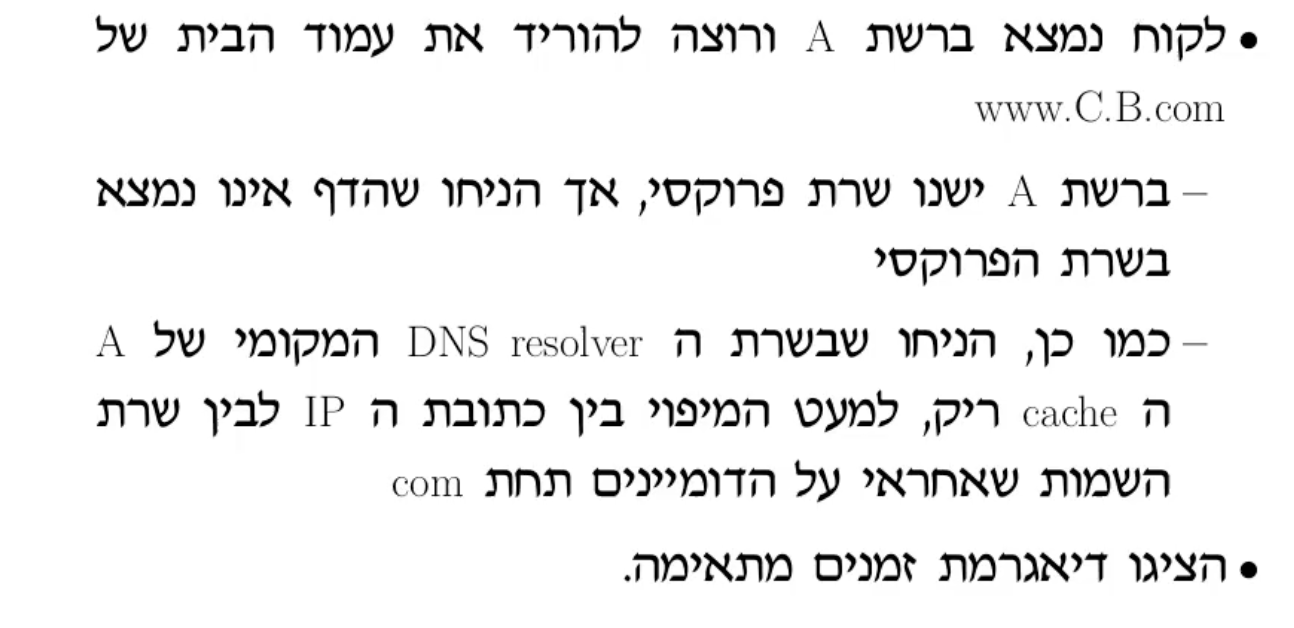 • לקוח נמצא ברשת A ורוצה להוריד את עמוד הבית של
www.C.B.com
– ברשת A ישנו שרת פרוקסי, אך הניחו שהדף אינו נמצא
בשרת הפרוקסי
– כמו כן, הניחו שבשרת ה DNS resolver המקומי של A
ה cache ריק, למעט המיפוי בין כתובת ה IP לבין שרת
השמות שאחראי על הדומיינים תחת com
• הציגו דיאגרמת זמנים מתאימה.